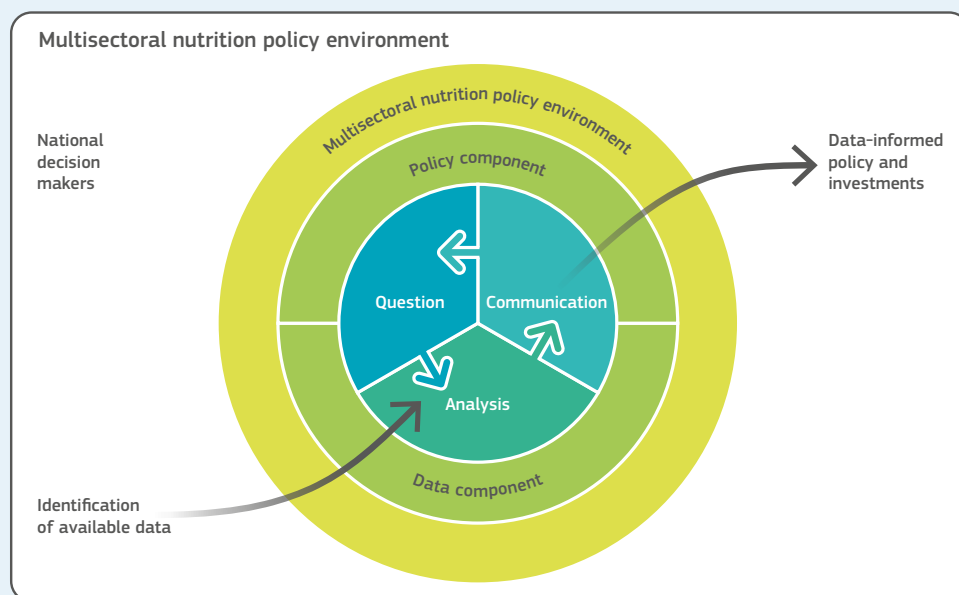 Multisectoral nutrition policy environment
Multisectoral nutrition policy environment
National
decision
makers
Policy component
Data-informed
policy and
investments
Question
Communication
Analysis
Data component
Identification
of available data